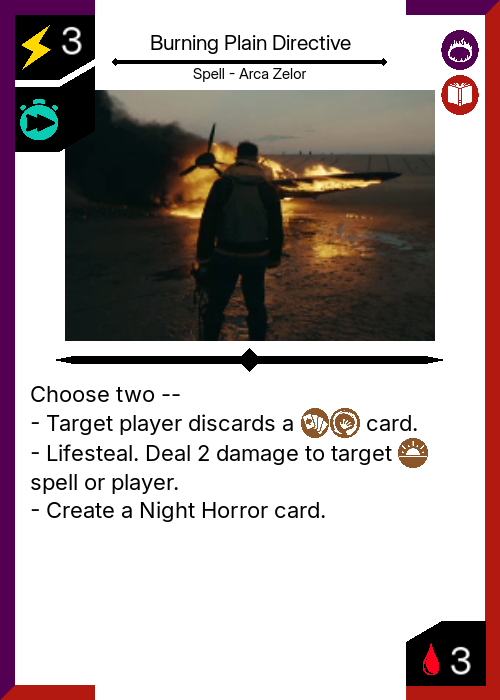 3
Burning Plain Directive
Spell - Arca Zelor
Choose two --
- Target player discards a card.
- Lifesteal. Deal 2 damage to target
spell or player.
- Create a Night Horror card.
3